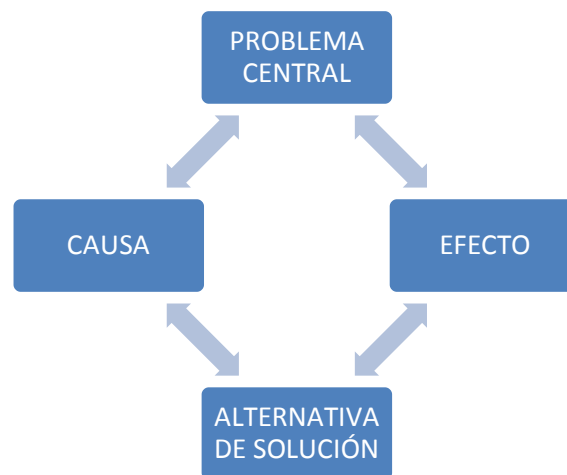 PROBLEMA
CENTRAL
CAUSA
EFECTO
ALTERNATIVA
DE SOLUCIÓN